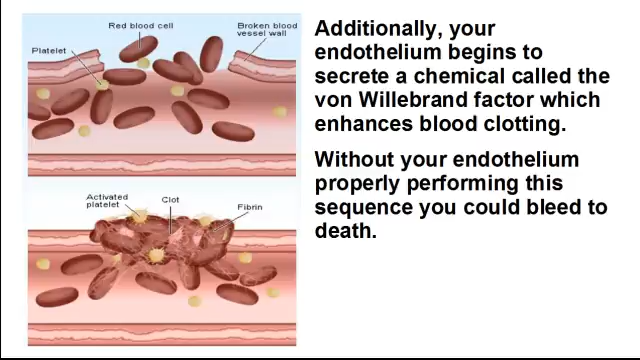 Red blood cell
Broken blood
vessel wall
Platelet
Activated
platelet
Clot
Fibrin
Additionally, your
endothelium begins to
secrete a chemical called the
von Willebrand factor which
enhances blood clotting.
Without your endothelium
properly performing this
sequence you could bleed to
death.